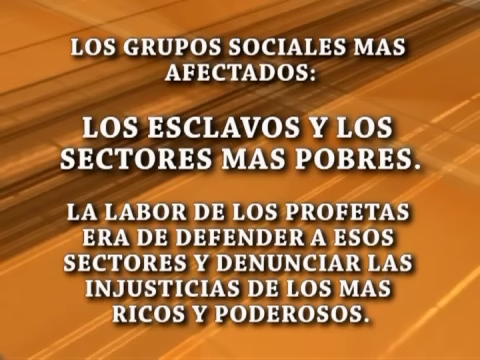 LOS GRUPOS SOCIALES MAS
AFECTADOS:
LOS ESCLAVOS Y LOS
SECTORES MAS POBRES.
LA LABOR DE LOS PROFETAS
ERA DE DEFENDER A ESOS
SECTORES Y DENUNCIAR LAS
INJUSTICIAS DE LOS MAS
RICOS Y PODEROSOS.